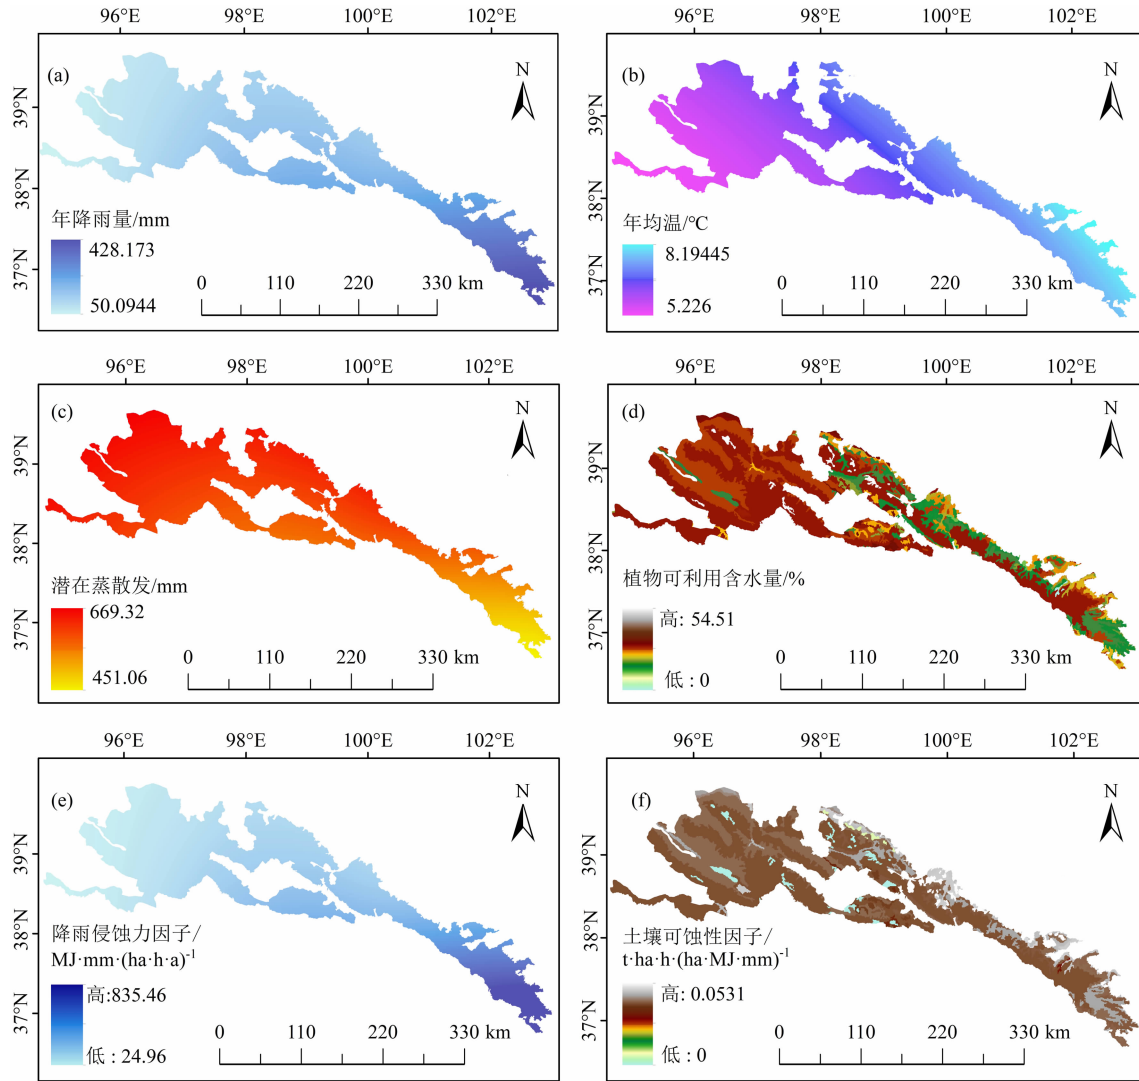 96°E 98°E 100°E 102°E
(a)
N
39°N
38°N
37°N
年降雨量/mm
428.173
50.0944
0 110 220 330 km
96°E 98°E 100°E 102°E
(b)
N
39°N
38°N
37°N
年均温/°C
8.19445
5.226
0 110 220 330 km
96°E 98°E 100°E 102°E
(c)
N
39°N
38°N
37°N
潜在蒸散发/mm
669.32
451.06
0 110 220 330 km
96°E 98°E 100°E 102°E
(d)
N
39°N
38°N
37°N
植物可利用含水量/%
高: 54.51
低 : 0
0 110 220 330 km
96°E 98°E 100°E 102°E
(e)
N
39°N
38°N
37°N
降雨侵蚀力因子/
MJ·mm·(ha·h·a)⁻¹
高:835.46
低 : 24.96
0 110 220 330 km
96°E 98°E 100°E 102°E
(f)
N
39°N
38°N
37°N
土壤可蚀性因子/
t·ha·h·(ha·MJ·mm)⁻¹
高: 0.0531
低 : 0
0 110 220 330 km